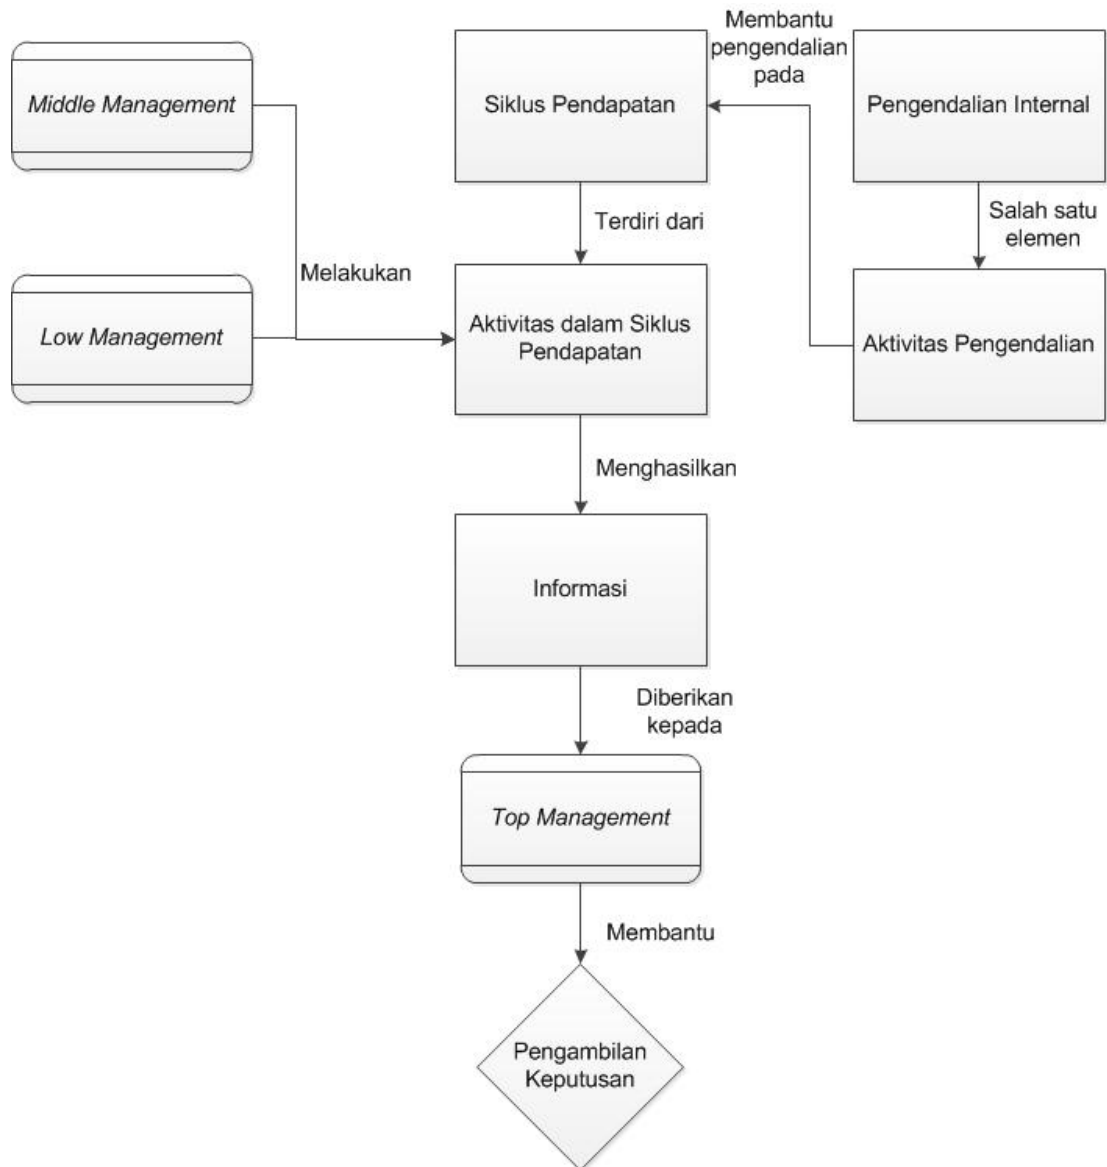 Membantu
pengendalian
pada
Middle Management
Siklus Pendapatan
Pengendalian Internal
Terdiri dari
Salah satu
elemen
Melakukan
Low Management
Aktivitas dalam Siklus
Pendapatan
Aktivitas Pengendalian
Menghasilkan
Informasi
Diberikan
kepada
Top Management
Membantu
Pengambilan
Keputusan